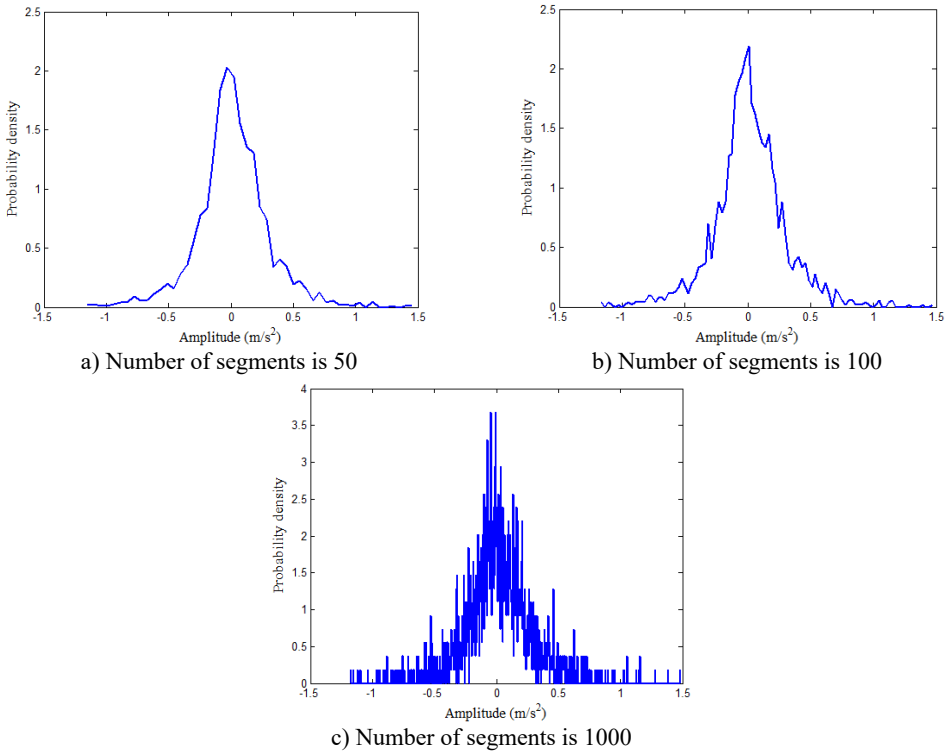 2.5
2
1.5
1
0.5
0
-1.5 -1 -0.5 0 0.5 1 1.5
Probability density
Amplitude (m/s²)
a) Number of segments is 50
2.5
2
1.5
1
0.5
0
-1.5 -1 -0.5 0 0.5 1 1.5
Probability density
Amplitude (m/s²)
b) Number of segments is 100
4
3.5
3
2.5
2
1.5
1
0.5
0
-1.5 -1 -0.5 0 0.5 1 1.5
Probability density
Amplitude (m/s²)
c) Number of segments is 1000